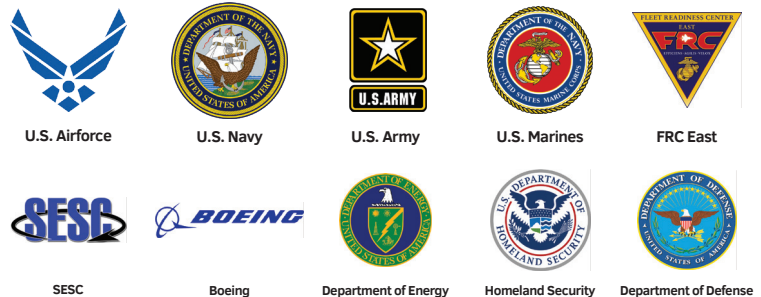 DEPARTMENT OF THE NAVY
UNITED STATES OF AMERICA
U.S.ARMY
DEPARTMENT OF THE NAVY
UNITED STATES MARINE CORPS
FLEET READINESS CENTER
EAST
FRC
U.S. Airforce
U.S. Navy
U.S. Army
U.S. Marines
FRC East
SESC
BOEING
DEPARTMENT OF ENERGY
UNITED STATES OF AMERICA
U.S. DEPARTMENT OF
HOMELAND SECURITY
DEPARTMENT OF DEFENSE
UNITED STATES OF AMERICA
SESC
Boeing
Department of Energy
Homeland Security
Department of Defense